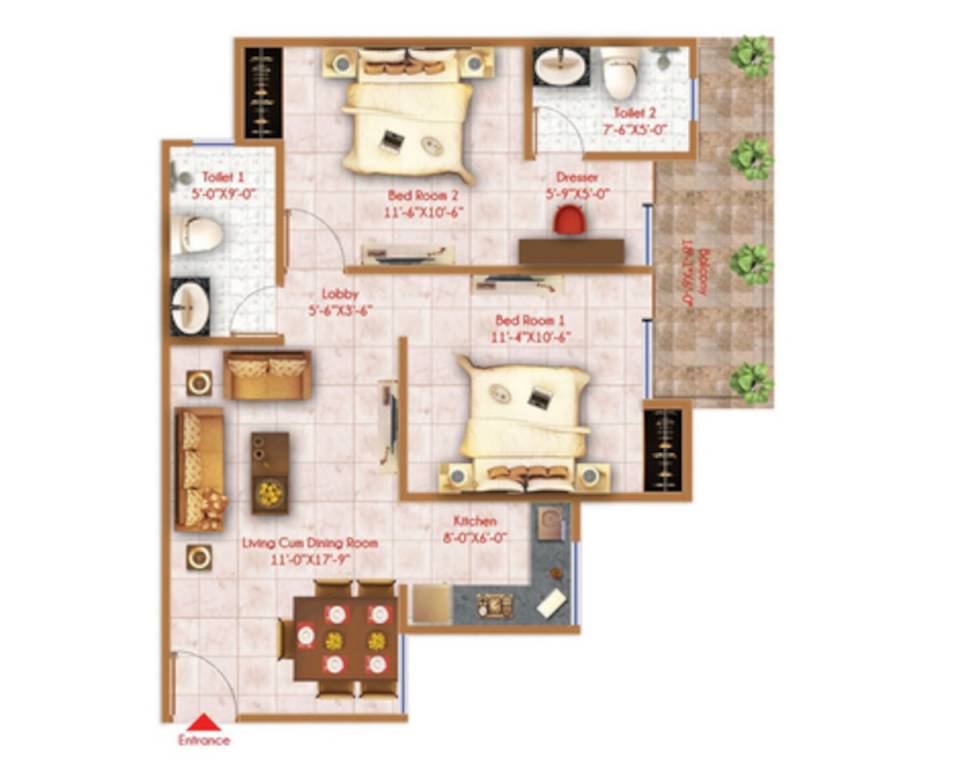 Toilet 2
7'-6"X5'-0"
Toilet 1
5'-0"X9'-0"
Bed Room 2
11'-6"X10'-6"
Dresser
5'-9"X5'-0"
Balcony
Lobby
5'-6"X3'-6"
Bed Room 1
11'-4"X10'-6"
Kitchen
8'-0"X6'-0"
Living Cum Dining Room
11'-0"X17'-9"
Entrance